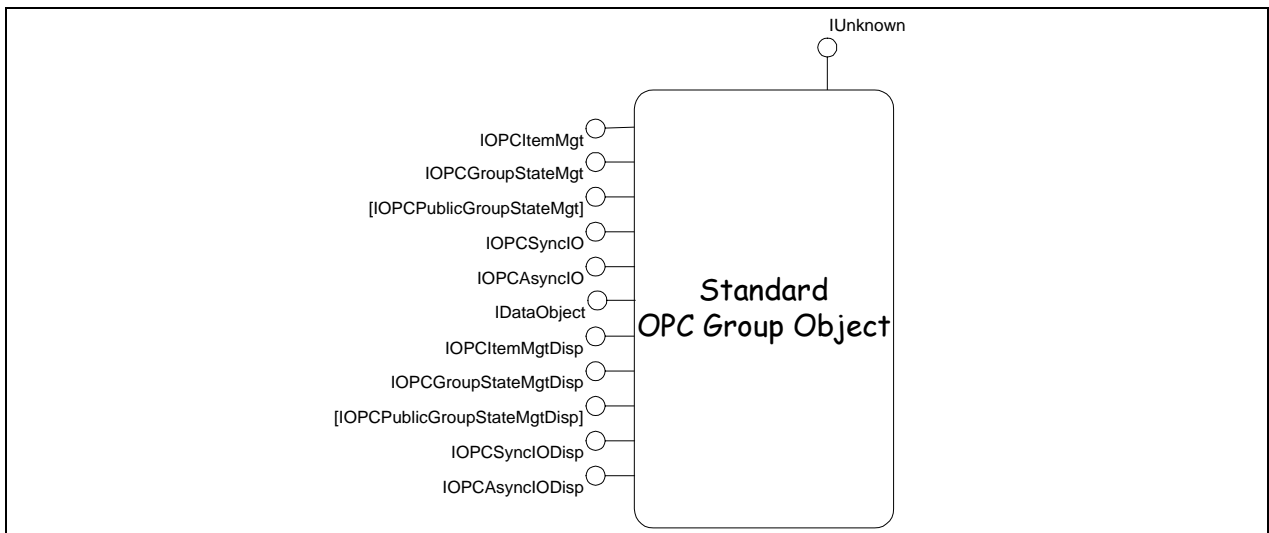 IUnknown
IOPCItemMgt
IOPCGroupStateMgt
[IOPCPublicGroupStateMgt]
IOPCSyncIO
IOPCAsyncIO
IDataObject
IOPCItemMgtDisp
IOPCGroupStateMgtDisp
[IOPCPublicGroupStateMgtDisp]
IOPCSyncIODisp
IOPCAsyncIODisp
Standard
OPC Group Object